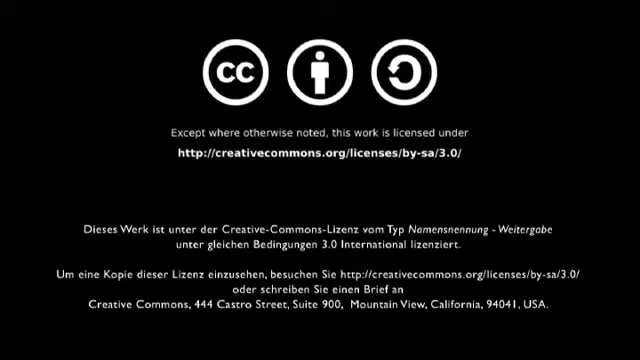 CC
Except where otherwise noted, this work is licensed under
http://creativecommons.org/licenses/by-sa/3.0/
Dieses Werk ist unter der Creative-Commons-Lizenz vom Typ Namensnennung - Weitergabe
unter gleichen Bedingungen 3.0 International lizenziert.
Um eine Kopie dieser Lizenz einzusehen, besuchen Sie http://creativecommons.org/licenses/by-sa/3.0/
oder schreiben Sie einen Brief an
Creative Commons, 444 Castro Street, Suite 900, Mountain View, California, 94041, USA.